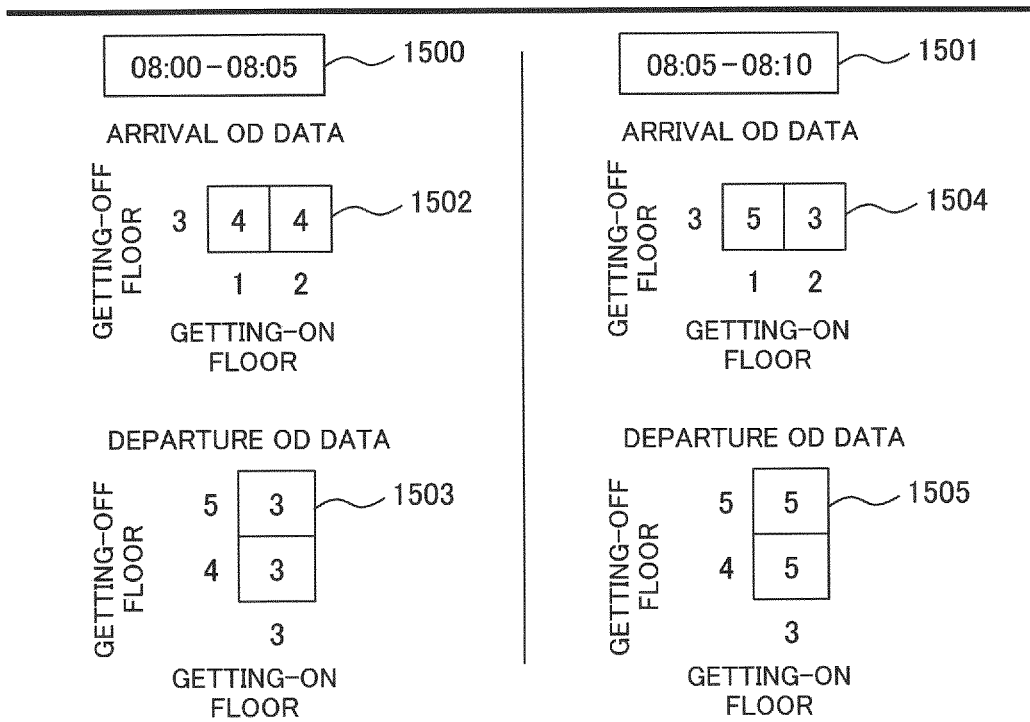 08:00-08:05 1500
ARRIVAL OD DATA
GETTING-OFF
FLOOR
3 4 4 1502
1 2
GETTING-ON
FLOOR
DEPARTURE OD DATA
GETTING-OFF
FLOOR
5 3 1503
4 3
3
GETTING-ON
FLOOR
08:05-08:10 1501
ARRIVAL OD DATA
GETTING-OFF
FLOOR
3 5 3 1504
1 2
GETTING-ON
FLOOR
DEPARTURE OD DATA
GETTING-OFF
FLOOR
5 5 1505
4 5
3
GETTING-ON
FLOOR